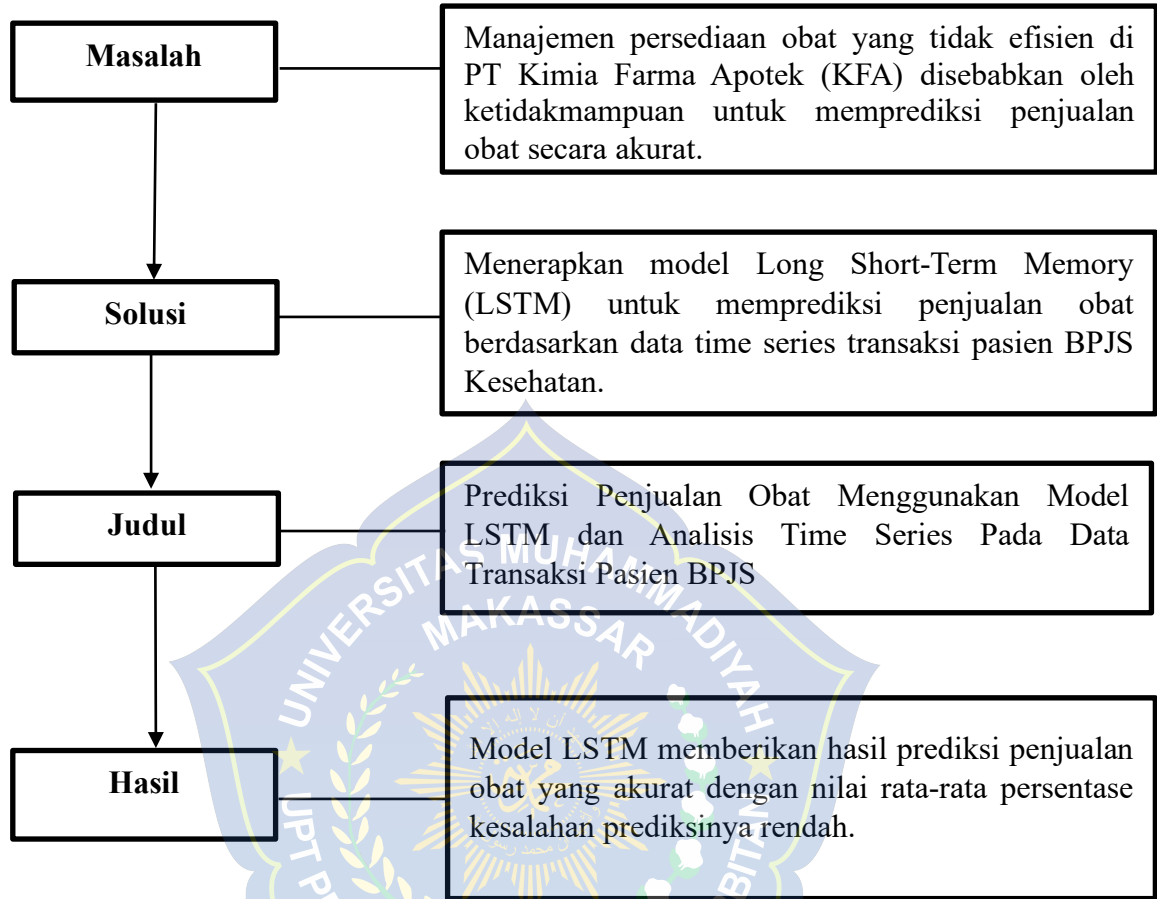 Masalah
Manajemen persediaan obat yang tidak efisien di
PT Kimia Farma Apotek (KFA) disebabkan oleh
ketidakmampuan untuk memprediksi penjualan
obat secara akurat.
Solusi
Menerapkan model Long Short-Term Memory
(LSTM) untuk memprediksi penjualan obat
berdasarkan data time series transaksi pasien BPJS
Kesehatan.
Judul
Prediksi Penjualan Obat Menggunakan Model
LSTM dan Analisis Time Series Pada Data
Transaksi Pasien BPJS
UNIVERSITAS MUHAMMADIYAH
MAKASSAR
Hasil
Model LSTM memberikan hasil prediksi penjualan
obat yang akurat dengan nilai rata-rata persentase
kesalahan prediksinya rendah.
UPT